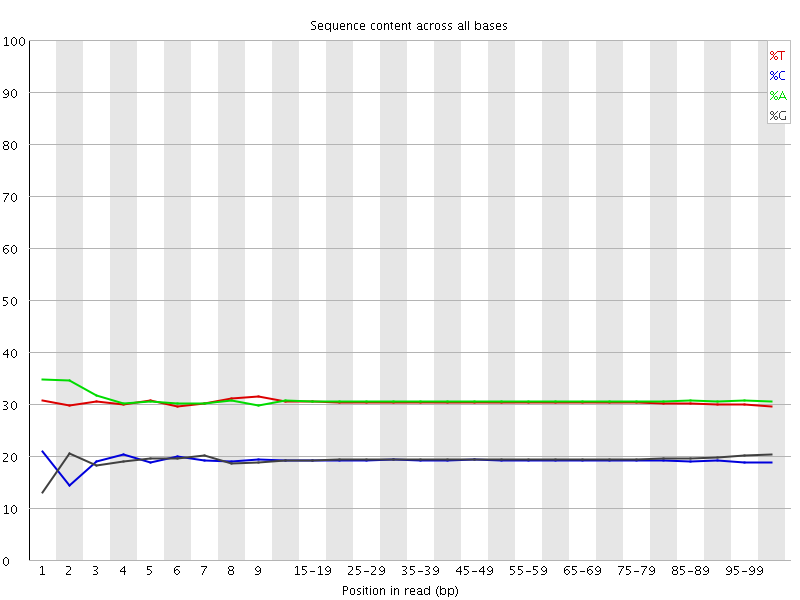 Sequence content across all bases
100
90
80
70
60
50
40
30
20
10
0
%T
%C
%A
%G
1 2 3 4 5 6 7 8 9 15-19 25-29 35-39 45-49 55-59 65-69 75-79 85-89 95-99
Position in read (bp)